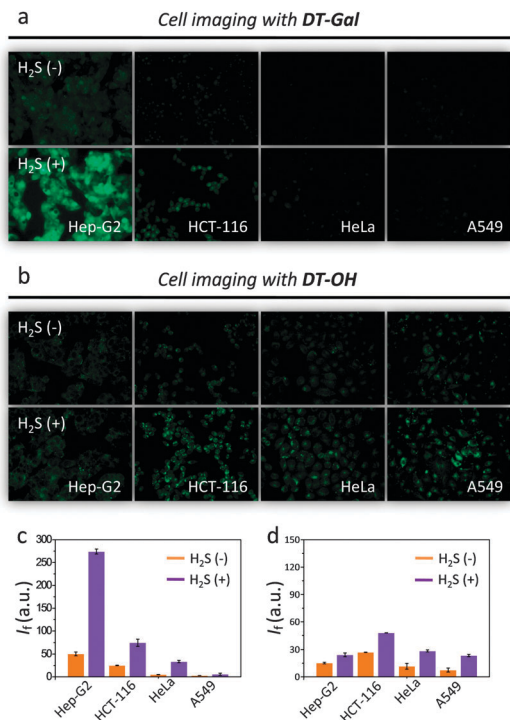 a
Cell imaging with DT-Gal
H₂S (-)
H₂S (+)
Hep-G2 HCT-116 HeLa A549
b
Cell imaging with DT-OH
H₂S (-)
H₂S (+)
Hep-G2 HCT-116 HeLa A549
c
300
250
200
150
100
50
0
I_f (a.u.)
H₂S (-)
H₂S (+)
Hep-G2 HCT-116 HeLa A549
d
150
120
90
60
30
0
I_f (a.u.)
H₂S (-)
H₂S (+)
Hep-G2 HCT-116 HeLa A549